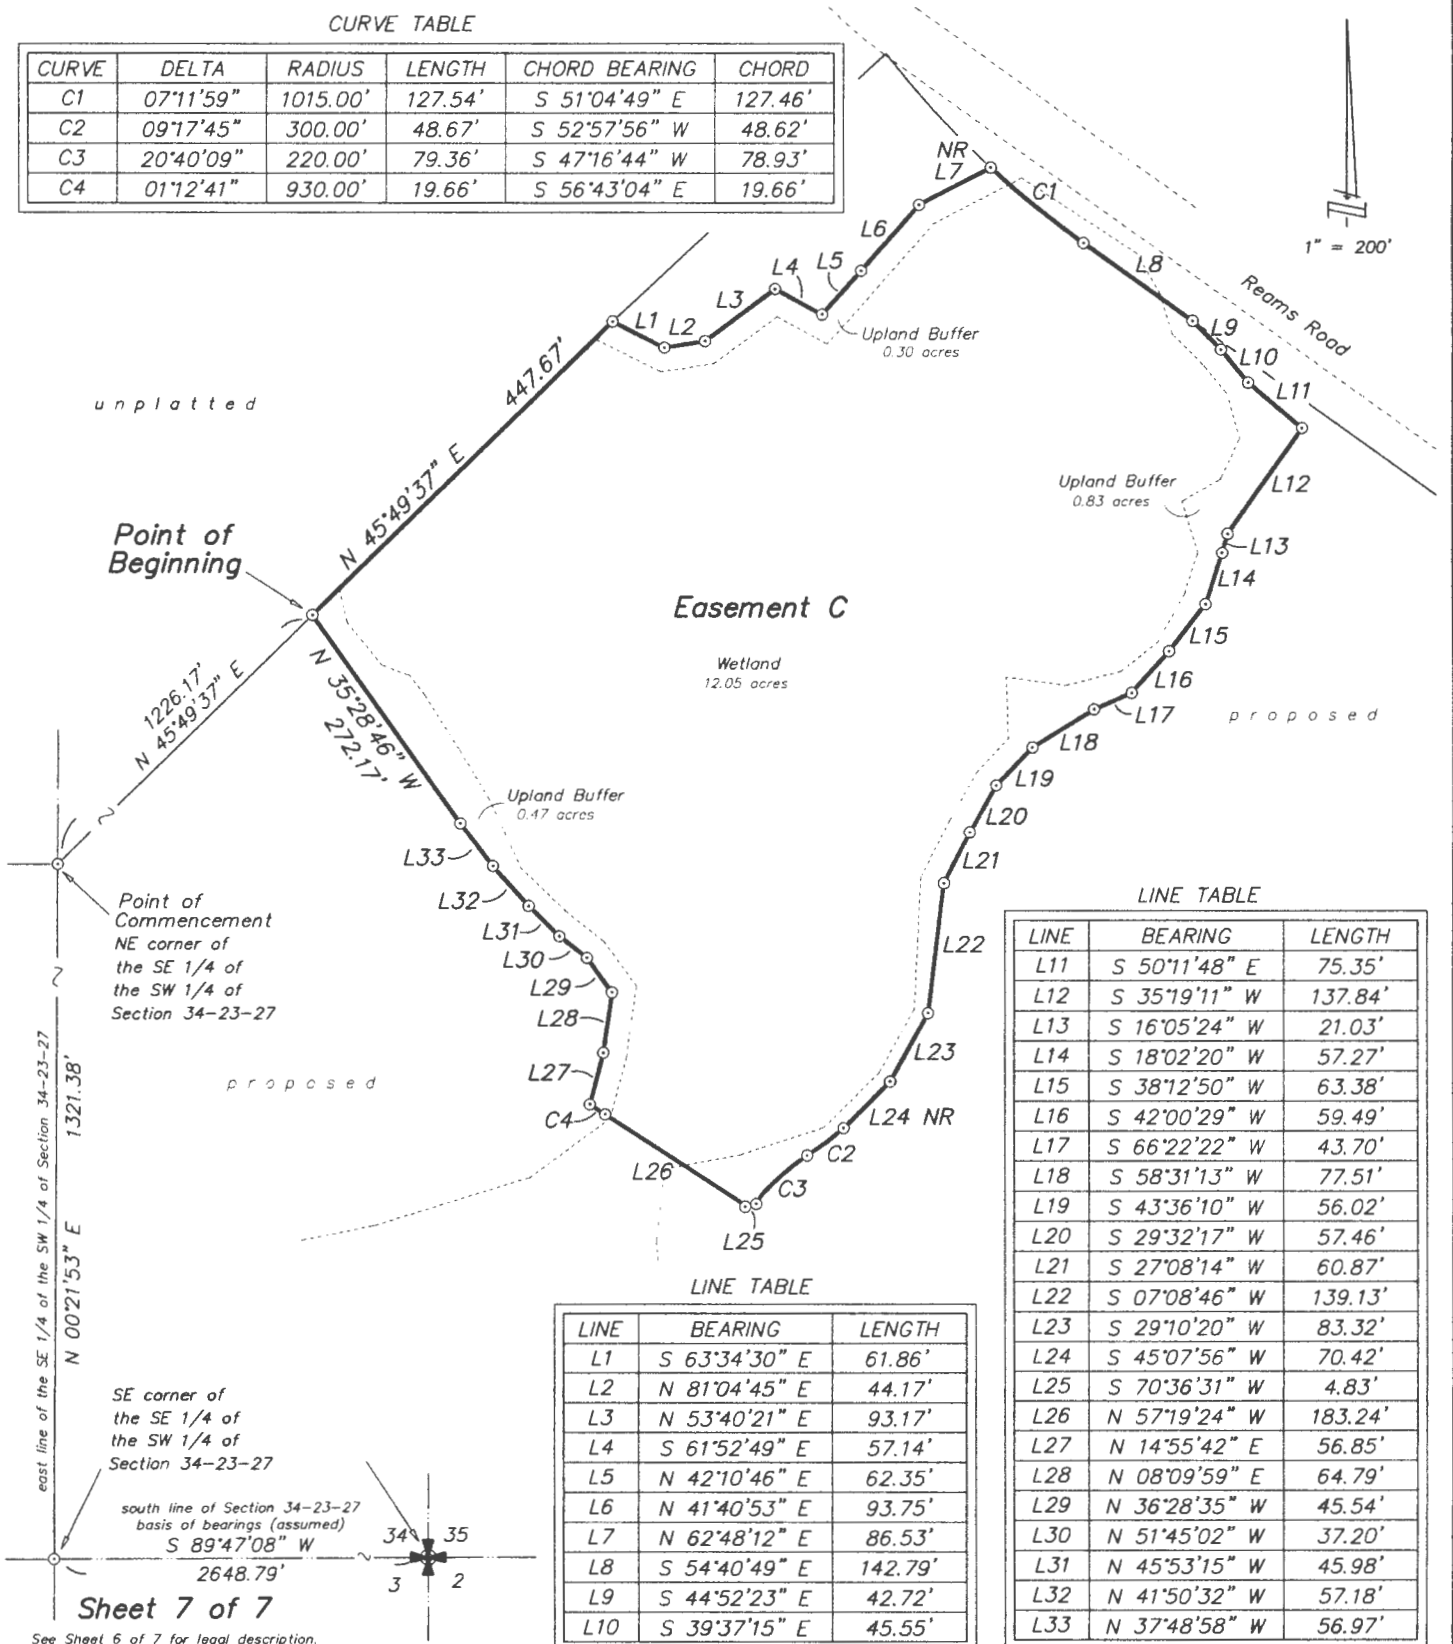 CURVE TABLE
CURVE DELTA RADIUS LENGTH CHORD BEARING CHORD
C1 07°11'59" 1015.00' 127.54' S 51°04'49" E 127.46'
C2 09°17'45" 300.00' 48.67' S 52°57'56" W 48.62'
C3 20°40'09" 220.00' 79.36' S 47°16'44" W 78.93'
C4 01°12'41" 930.00' 19.66' S 56°43'04" E 19.66'
1" = 200'
NR
L7
C1
L6
L8
L5
L4
L3
L1
L2
Reams Road
L9
L10
L11
Upland Buffer
0.30 acres
447.67'
N 45°49'37" E
unplatted
Upland Buffer
0.83 acres
L12
L13
L14
L15
L16
L17
L18
L19
L20
L21
L22
L23
L24 NR
C2
C3
L25
L26
C4
L27
L28
L29
L30
L31
L32
L33
Point of
Beginning
Easement C
Wetland
12.05 acres
proposed
1226.17'
N 45°49'37" E
N 35°28'46" W
272.17'
Upland Buffer
0.47 acres
Point of
Commencement
NE corner of
the SE 1/4 of
the SW 1/4 of
Section 34-23-27
proposed
east line of the SE 1/4 of the SW 1/4 of Section 34-23-27
N 00°21'53" E 1321.38'
SE corner of
the SE 1/4 of
the SW 1/4 of
Section 34-23-27
south line of Section 34-23-27
basis of bearings (assumed)
S 89°47'08" W
2648.79'
34 35
3 2
Sheet 7 of 7
See Sheet 6 of 7 for legal description.
LINE TABLE
LINE BEARING LENGTH
L1 S 63°34'30" E 61.86'
L2 N 81°04'45" E 44.17'
L3 N 53°40'21" E 93.17'
L4 S 61°52'49" E 57.14'
L5 N 42°10'46" E 62.35'
L6 N 41°40'53" E 93.75'
L7 N 62°48'12" E 86.53'
L8 S 54°40'49" E 142.79'
L9 S 44°52'23" E 42.72'
L10 S 39°37'15" E 45.55'
LINE TABLE
LINE BEARING LENGTH
L11 S 50°11'48" E 75.35'
L12 S 35°19'11" W 137.84'
L13 S 16°05'24" W 21.03'
L14 S 18°02'20" W 57.27'
L15 S 38°12'50" W 63.38'
L16 S 42°00'29" W 59.49'
L17 S 66°22'22" W 43.70'
L18 S 58°31'13" W 77.51'
L19 S 43°36'10" W 56.02'
L20 S 29°32'17" W 57.46'
L21 S 27°08'14" W 60.87'
L22 S 07°08'46" W 139.13'
L23 S 29°10'20" W 83.32'
L24 S 45°07'56" W 70.42'
L25 S 70°36'31" W 4.83'
L26 N 57°19'24" W 183.24'
L27 N 14°55'42" E 56.85'
L28 N 08°09'59" E 64.79'
L29 N 36°28'35" W 45.54'
L30 N 51°45'02" W 37.20'
L31 N 45°53'15" W 45.98'
L32 N 41°50'32" W 57.18'
L33 N 37°48'58" W 56.97'